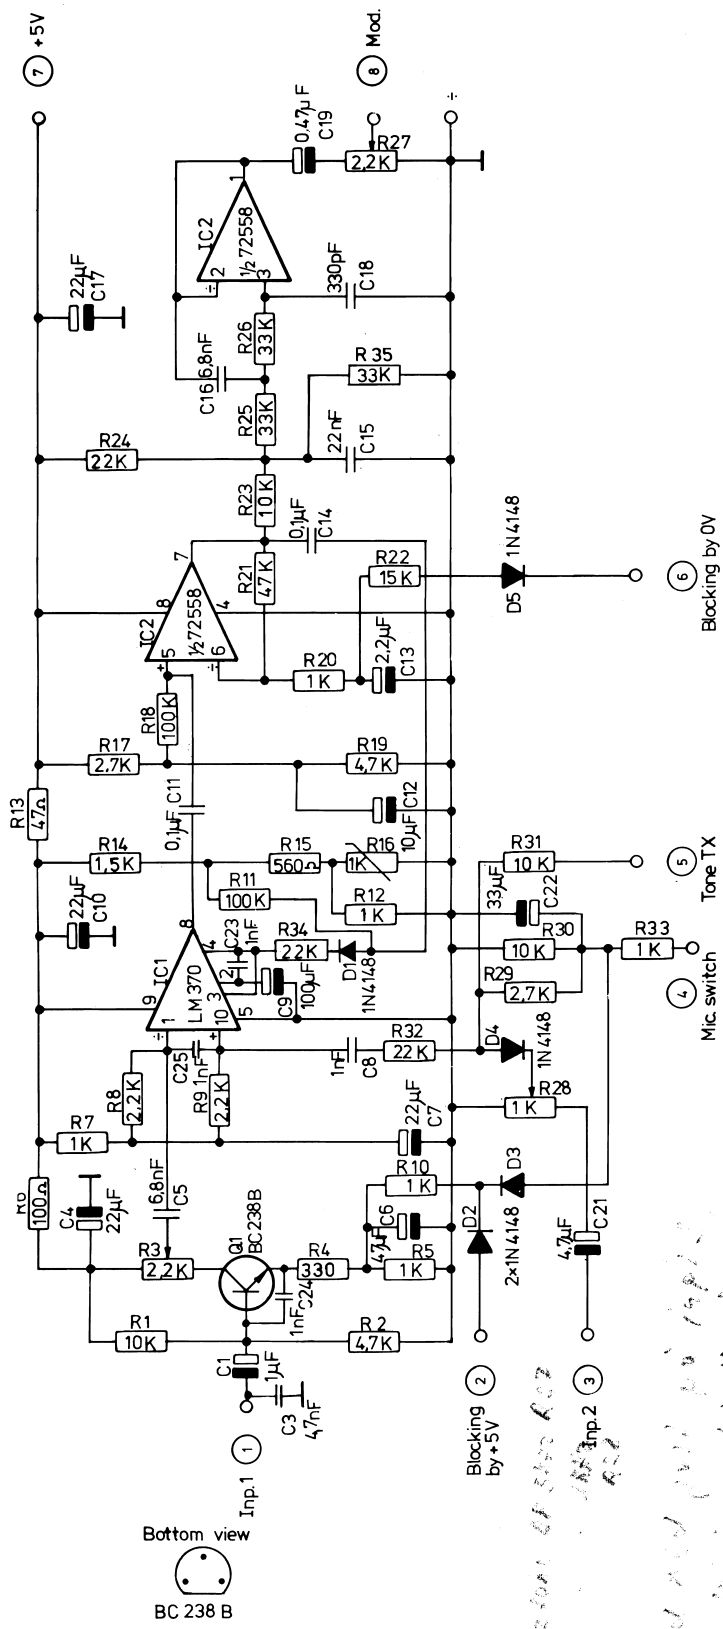 7 +5V
8 Mod.
÷
0,47µF
C19
R27
2,2K
1
IC2
½72558
÷ 2
3
22µF
C17
330pF
C18
R26
33K
C16 6,8nF
R35
33K
R25
33K
22nF
C15
R24
22K
R23
10K
0,1µF
C14
7
R21
47K
R22
15K
1N4148
D5
6
Blocking by 0V
IC2
8
½72558
4
+ 5
÷ 6
R20
1K
2,2µF
C13
R18
100K
R17
2,7K
R19
4,7K
R13
47Ω
0,1µF C11
10µF C12
R14
1,5K
R15
560Ω
R16
1K
R11
100K
R12
1K
R31
10K
5
Tone TX
22µF
C10
33µF
C22
IC1
LM370
8
9
÷ 1
+ 10
5
3
2
4
C23
1nF
R34
22K
C9
100µF
D1
1N4148
R30
10K
R29
2,7K
R33
1K
4
Mic. switch
R8
2,2K
C25
1nF
R9
2,2K
1nF
C8
R32
22K
D4
1N4148
R28
1K
R7
1K
22µF
C7
R6
100Ω
C4
22µF
6,8nF
C5
R10
1K
D3
D2
2×1N4148
4,7µF
C21
C6
47µF
R3
2,2K
Q1
BC238B
R4
330
R5
1K
1nF
C24
R1
10K
R2
4,7K
C1
1µF
C3
4,7nF
Inp.1 1
Blocking
by +5V
2
Inp.2 3
Bottom view
BC 238 B